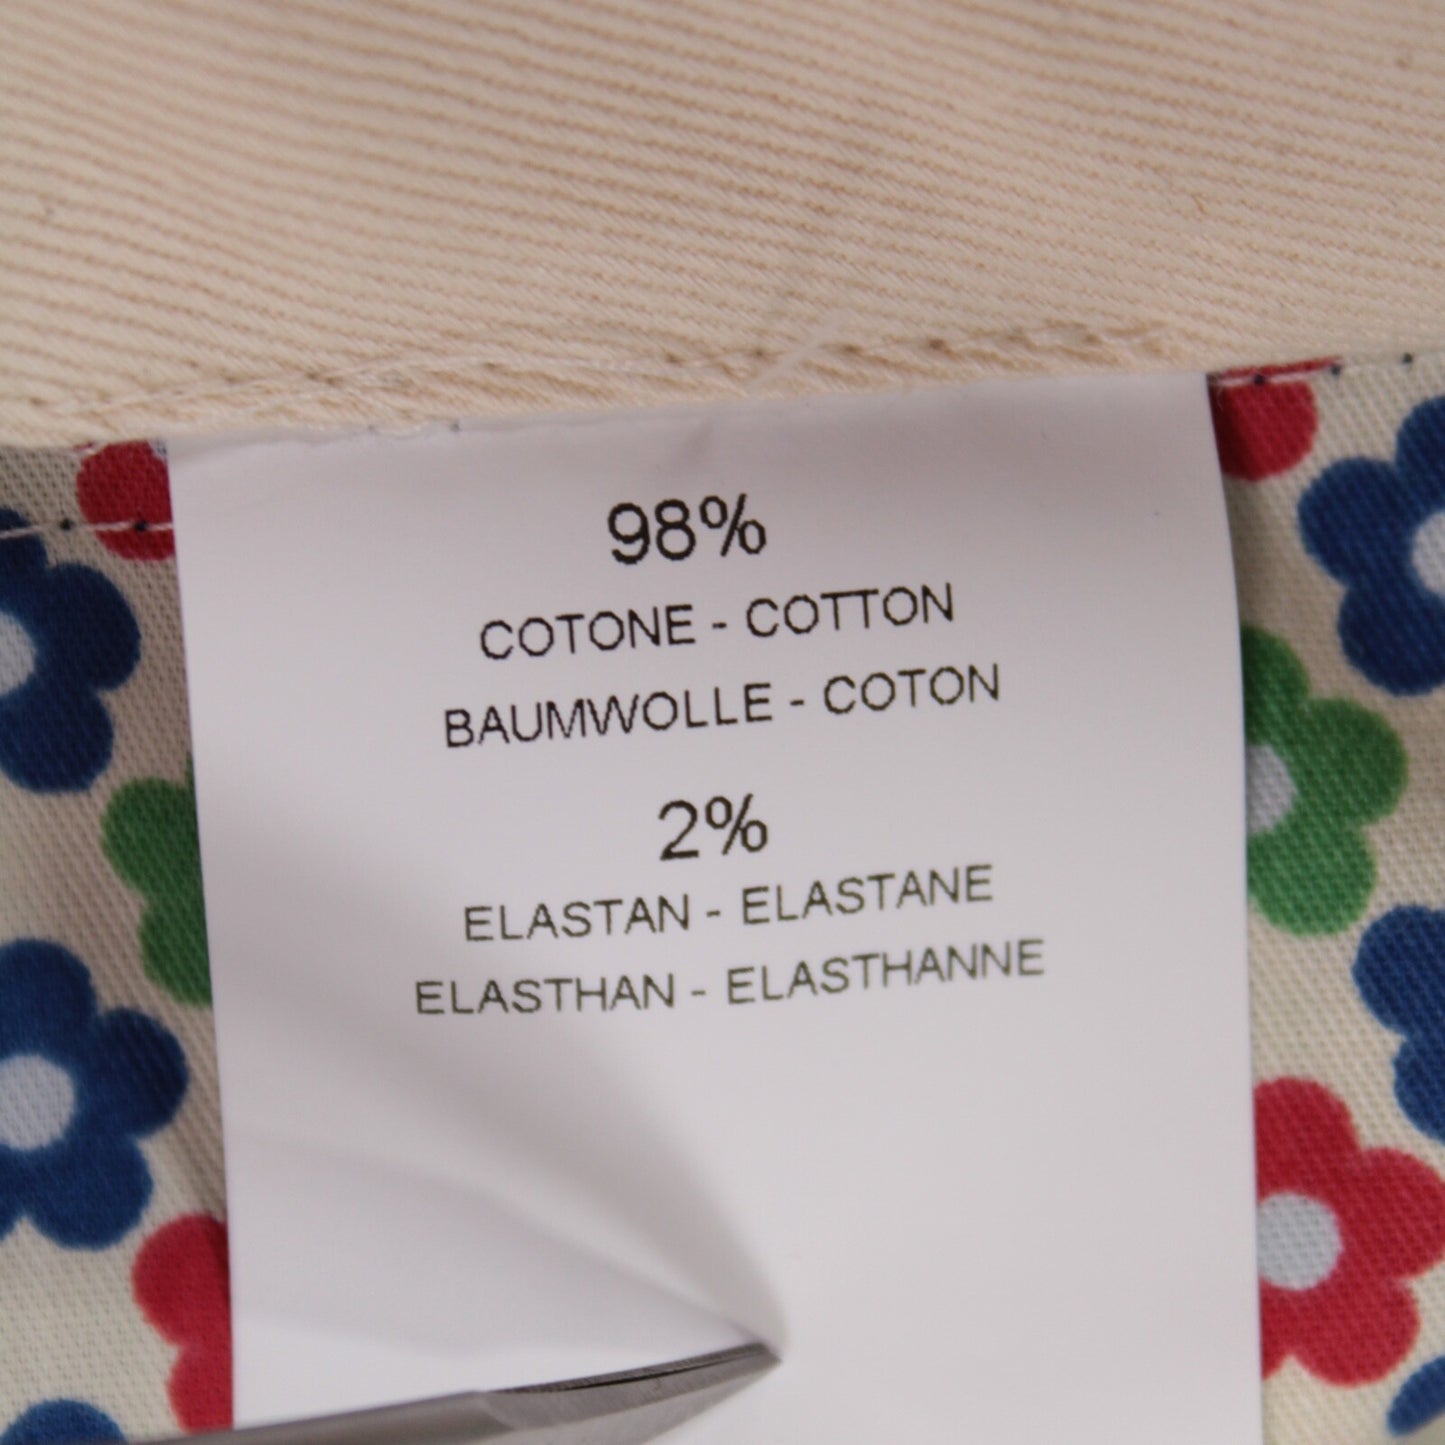 98%
COTONE - COTTON
BAUMWOLLE - COTON
2%
ELASTAN - ELASTANE
ELASTHAN - ELASTHANNE